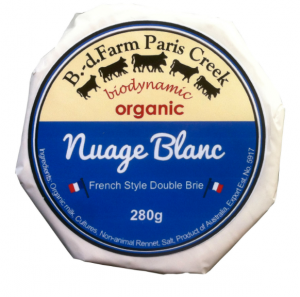 B.-d.Farm Paris Creek
biodynamic
organic
Nuage Blanc
French Style Double Brie
280g
Ingredients: Organic milk, Cultures, Non-animal Rennet, Salt, Product of Australia, Export Est. No. 5917